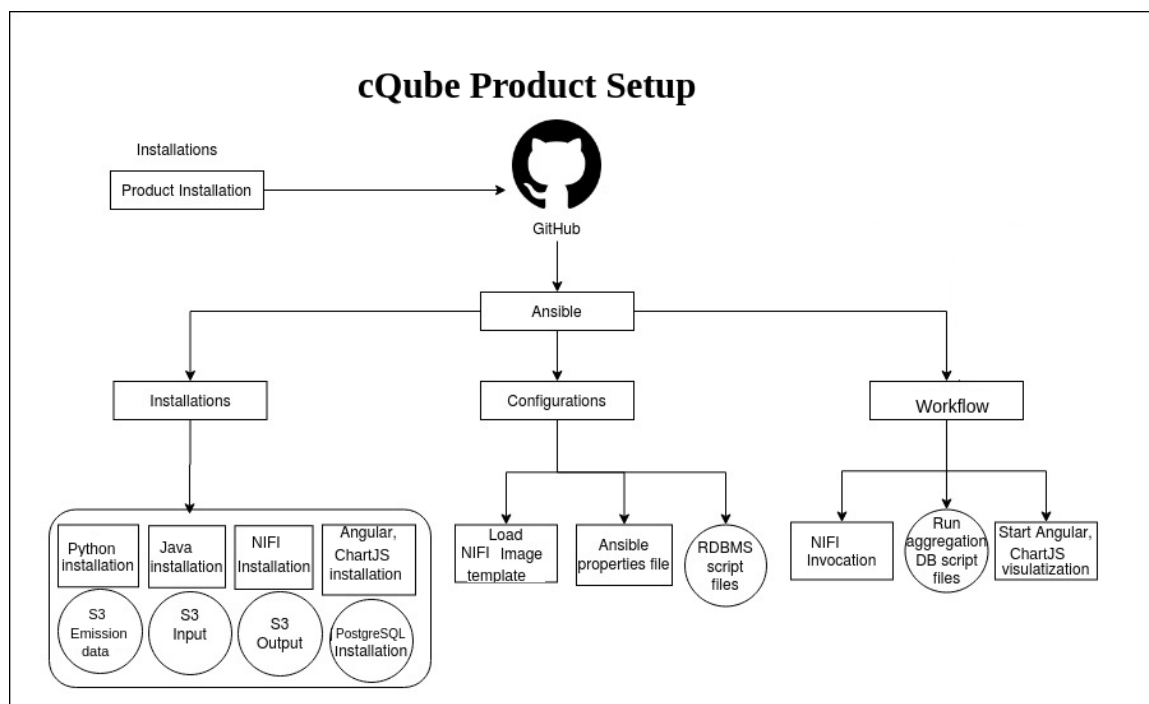 cQube Product Setup
Installations
Product Installation
GitHub
Ansible
Installations
Configurations
Workflow
Python
installation
Java
installation
NIFI
Installation
Angular,
ChartJS
installation
S3
Emission
data
S3
Input
S3
Output
PostgreSQL
Installation
Load
NIFI Image
template
Ansible
properties file
RDBMS
script
files
NIFI
Invocation
Run
aggregation
DB script
files
Start Angular,
ChartJS
visulatization